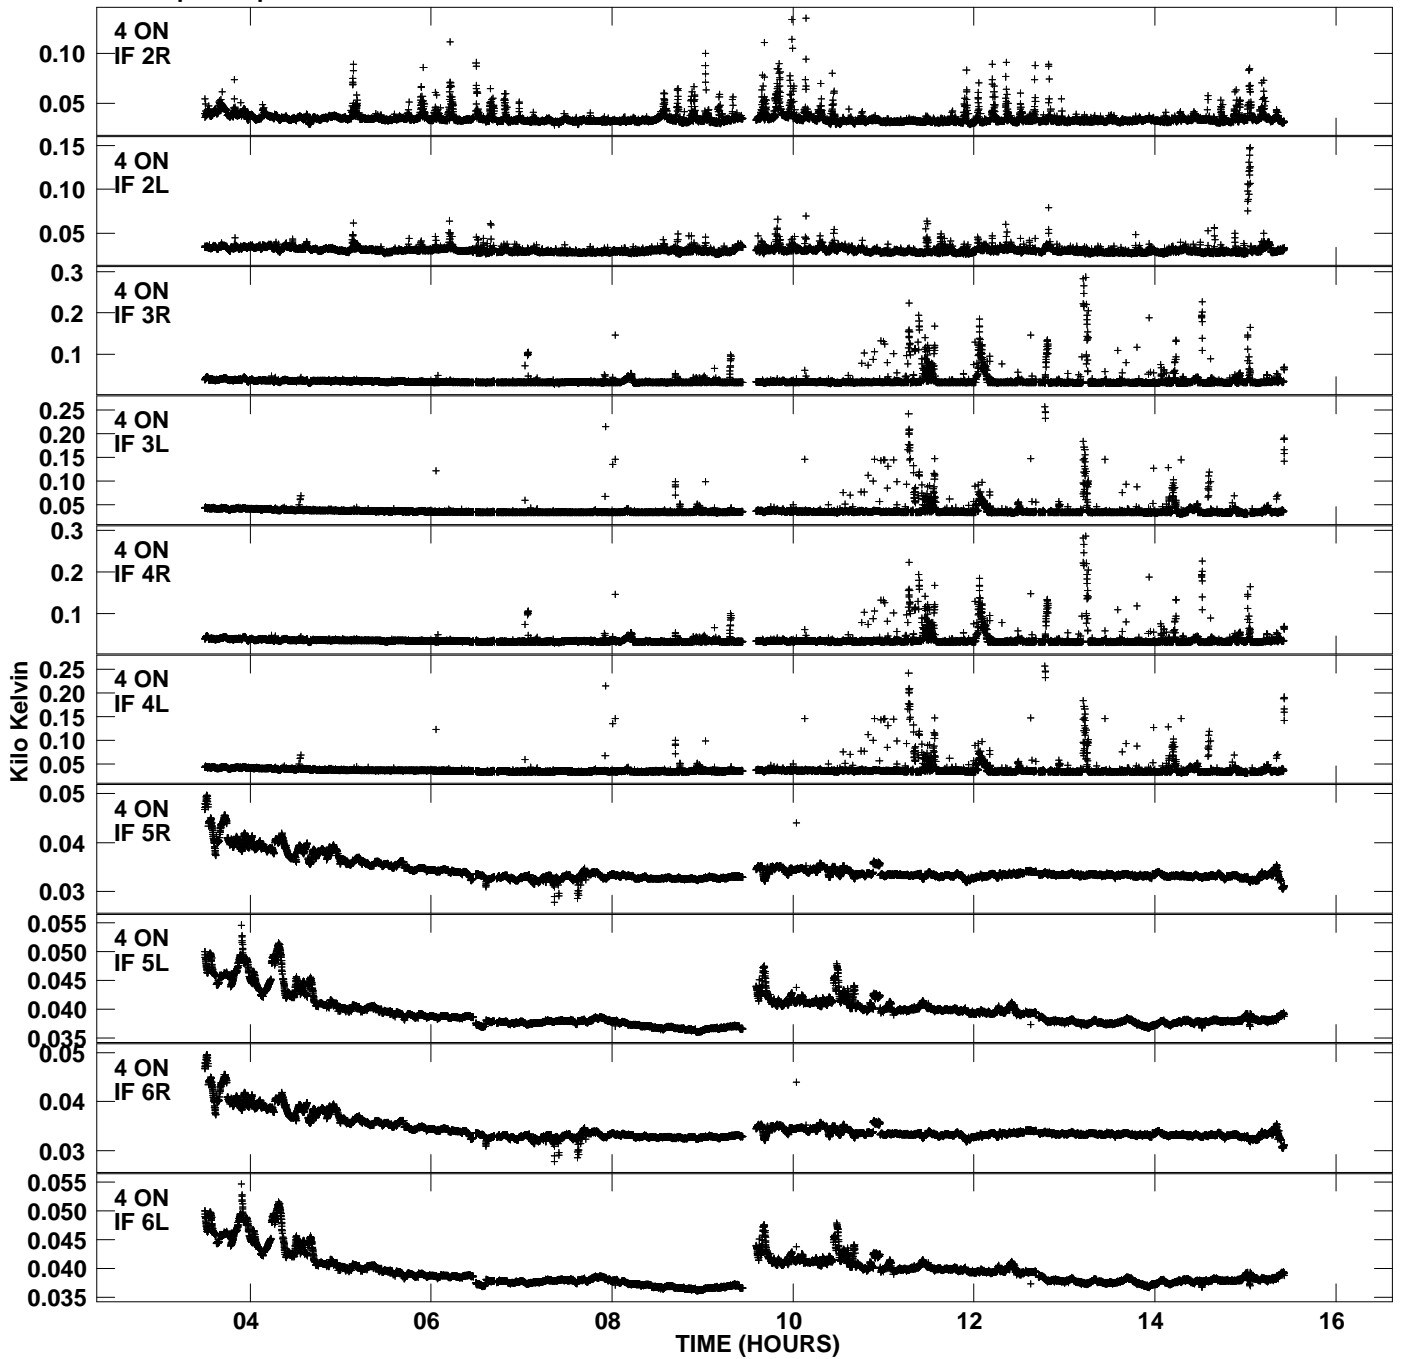 4 ON
IF 2R
0.10
0.05
4 ON
IF 2L
0.15
0.10
0.05
4 ON
IF 3R
0.3
0.2
0.1
4 ON
IF 3L
0.25
0.20
0.15
0.10
0.05
4 ON
IF 4R
0.3
0.2
0.1
4 ON
IF 4L
0.25
0.20
0.15
0.10
0.05
Kilo Kelvin
4 ON
IF 5R
0.05
0.04
0.03
4 ON
IF 5L
0.055
0.050
0.045
0.040
0.035
4 ON
IF 6R
0.05
0.04
0.03
4 ON
IF 6L
0.055
0.050
0.045
0.040
0.035
04 06 08 10 12 14 16
TIME (HOURS)